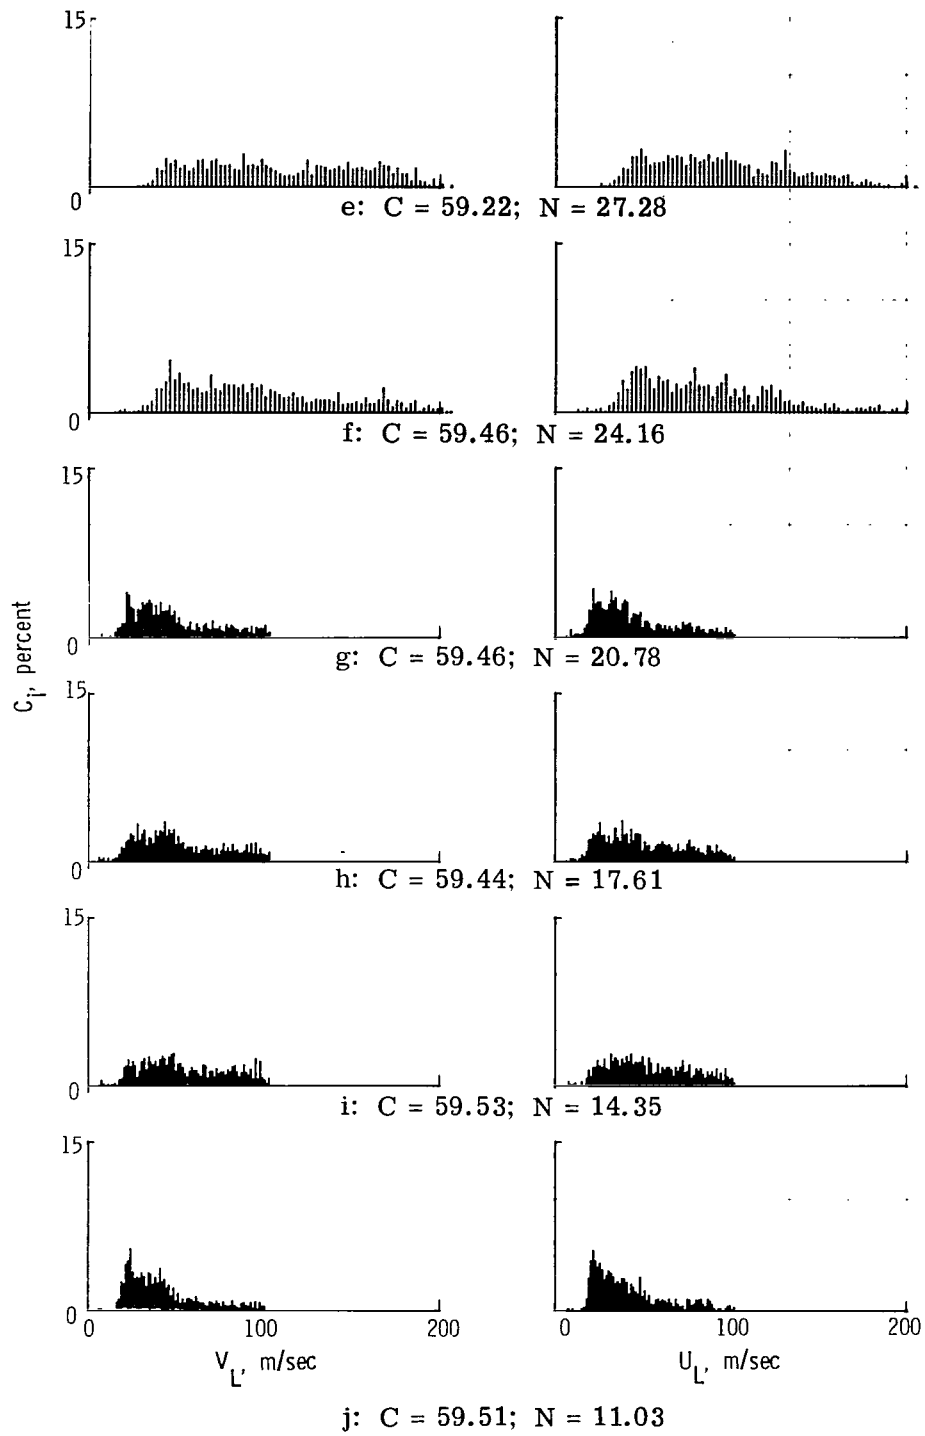 15
0
e: C = 59.22; N = 27.28
15
0
f: C = 59.46; N = 24.16
15
0
g: C = 59.46; N = 20.78
C_i, percent
15
0
h: C = 59.44; N = 17.61
15
0
i: C = 59.53; N = 14.35
15
0
0 100 200 0 100 200
V_L, m/sec U_L, m/sec
j: C = 59.51; N = 11.03